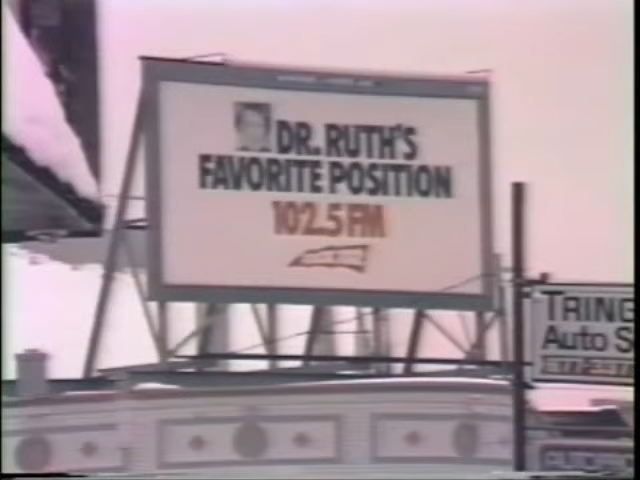 DR. RUTH'S
FAVORITE POSITION
102.5 FM
TRING
Auto S